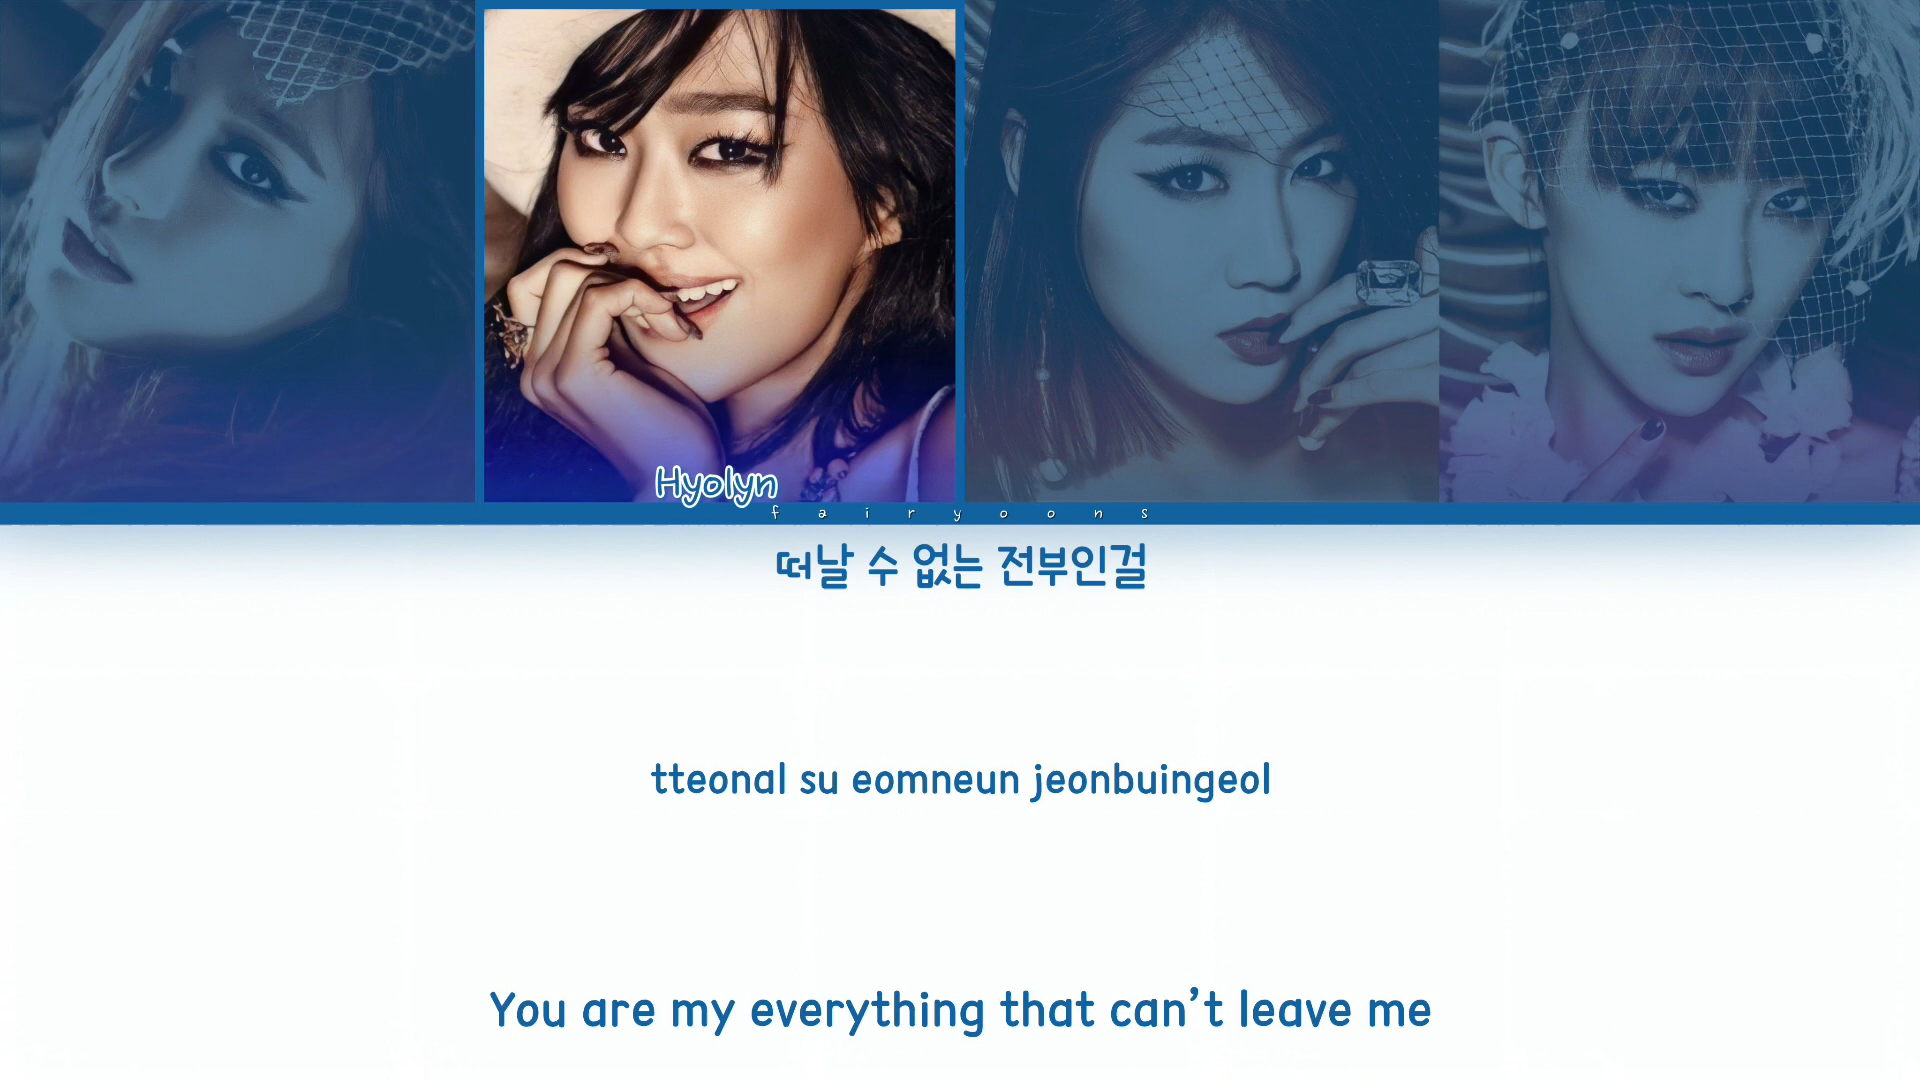 Hyolyn
fairyoons
떠날 수 없는 전부인걸
tteonal su eomneun jeonbuingeol
You are my everything that can’t leave me